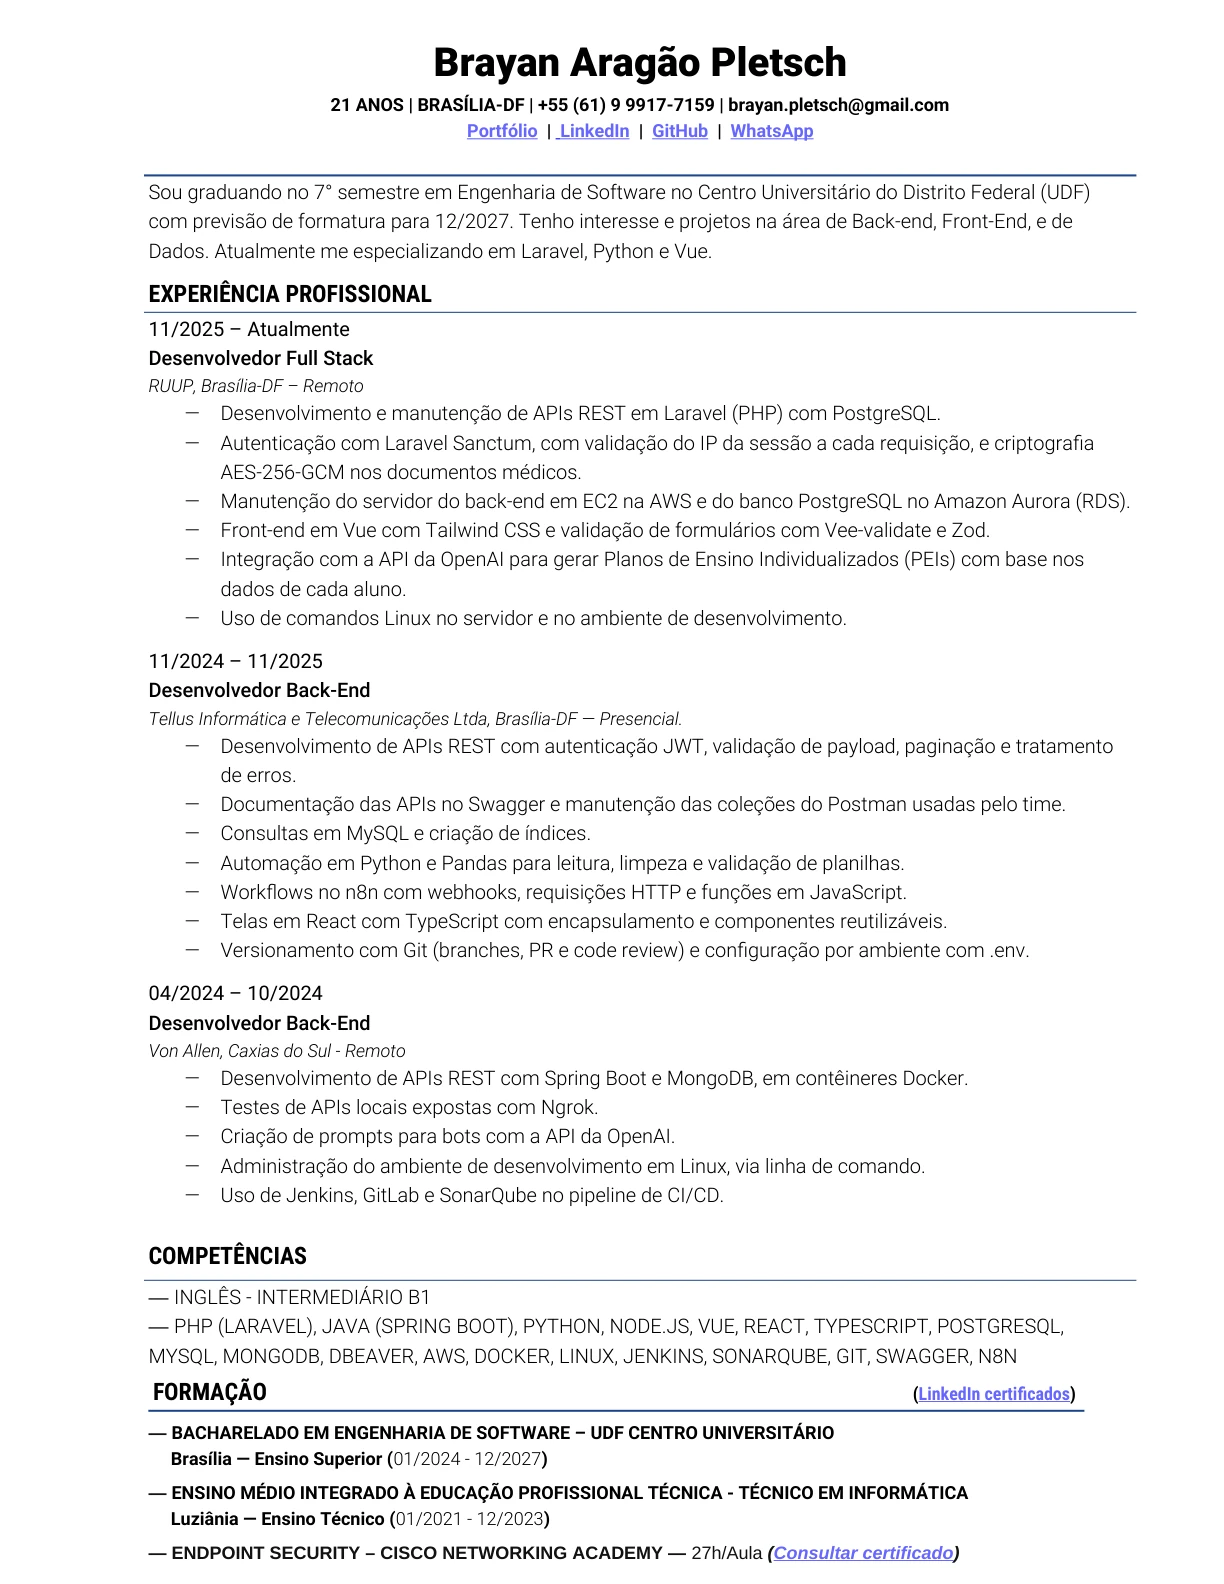 Brayan Aragão Pletsch
21 ANOS | BRASÍLIA-DF | +55 (61) 9 9917-7159 | brayan.pletsch@gmail.com
Portfólio | LinkedIn | GitHub | WhatsApp
Sou graduando no 7° semestre em Engenharia de Software no Centro Universitário do Distrito Federal (UDF)
com previsão de formatura para 12/2027. Tenho interesse e projetos na área de Back-end, Front-End, e de
Dados. Atualmente me especializando em Laravel, Python e Vue.
EXPERIÊNCIA PROFISSIONAL
11/2025 – Atualmente
Desenvolvedor Full Stack
RUUP, Brasília-DF – Remoto
— Desenvolvimento e manutenção de APIs REST em Laravel (PHP) com PostgreSQL.
— Autenticação com Laravel Sanctum, com validação do IP da sessão a cada requisição, e criptografia
AES-256-GCM nos documentos médicos.
— Manutenção do servidor do back-end em EC2 na AWS e do banco PostgreSQL no Amazon Aurora (RDS).
— Front-end em Vue com Tailwind CSS e validação de formulários com Vee-validate e Zod.
— Integração com a API da OpenAI para gerar Planos de Ensino Individualizados (PEIs) com base nos
dados de cada aluno.
— Uso de comandos Linux no servidor e no ambiente de desenvolvimento.
11/2024 – 11/2025
Desenvolvedor Back-End
Tellus Informática e Telecomunicações Ltda, Brasília-DF — Presencial.
— Desenvolvimento de APIs REST com autenticação JWT, validação de payload, paginação e tratamento
de erros.
— Documentação das APIs no Swagger e manutenção das coleções do Postman usadas pelo time.
— Consultas em MySQL e criação de índices.
— Automação em Python e Pandas para leitura, limpeza e validação de planilhas.
— Workflows no n8n com webhooks, requisições HTTP e funções em JavaScript.
— Telas em React com TypeScript com encapsulamento e componentes reutilizáveis.
— Versionamento com Git (branches, PR e code review) e configuração por ambiente com .env.
04/2024 – 10/2024
Desenvolvedor Back-End
Von Allen, Caxias do Sul - Remoto
— Desenvolvimento de APIs REST com Spring Boot e MongoDB, em contêineres Docker.
— Testes de APIs locais expostas com Ngrok.
— Criação de prompts para bots com a API da OpenAI.
— Administração do ambiente de desenvolvimento em Linux, via linha de comando.
— Uso de Jenkins, GitLab e SonarQube no pipeline de CI/CD.
COMPETÊNCIAS
— INGLÊS - INTERMEDIÁRIO B1
— PHP (LARAVEL), JAVA (SPRING BOOT), PYTHON, NODE.JS, VUE, REACT, TYPESCRIPT, POSTGRESQL,
MYSQL, MONGODB, DBEAVER, AWS, DOCKER, LINUX, JENKINS, SONARQUBE, GIT, SWAGGER, N8N
FORMAÇÃO (LinkedIn certificados)
— BACHARELADO EM ENGENHARIA DE SOFTWARE – UDF CENTRO UNIVERSITÁRIO
Brasília — Ensino Superior (01/2024 - 12/2027)
— ENSINO MÉDIO INTEGRADO À EDUCAÇÃO PROFISSIONAL TÉCNICA - TÉCNICO EM INFORMÁTICA
Luziânia — Ensino Técnico (01/2021 - 12/2023)
— ENDPOINT SECURITY – CISCO NETWORKING ACADEMY — 27h/Aula (Consultar certificado)